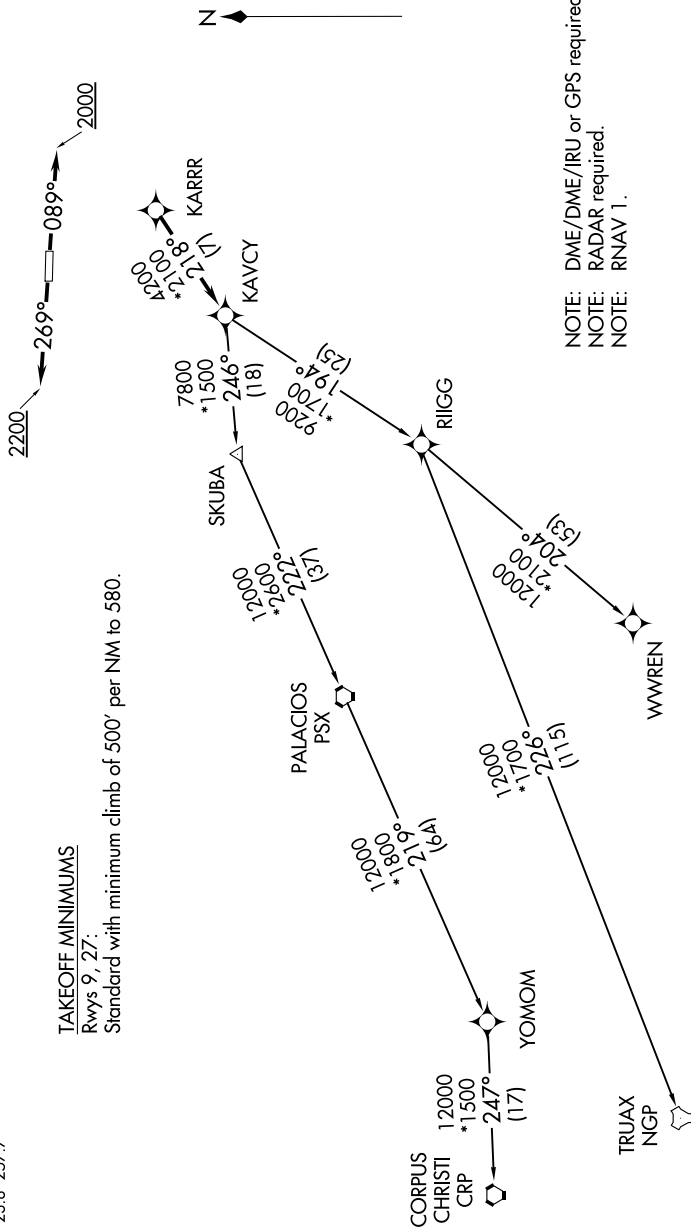 N
2200
269°
089°
2000
KARRR
4200
*2100
218°
(7)
KAVCY
7800
*1500
246°
(18)
SKUBA
9200
*1700
194°
(25)
RIIGG
12000
*2600
222°
(37)
PALACIOS
PSX
12000
*2100
204°
(53)
WWREN
12000
*1800
219°
(64)
YOMOM
12000
*1700
226°
(115)
TRUAX
NGP
12000
*1500
247°
(17)
CORPUS
CHRISTI
CRP
TAKEOFF MINIMUMS
Rwys 9, 27:
Standard with minimum climb of 500' per NM to 580.
NOTE: DME/DME/IRU or GPS required
NOTE: RADAR required.
NOTE: RNAV 1.